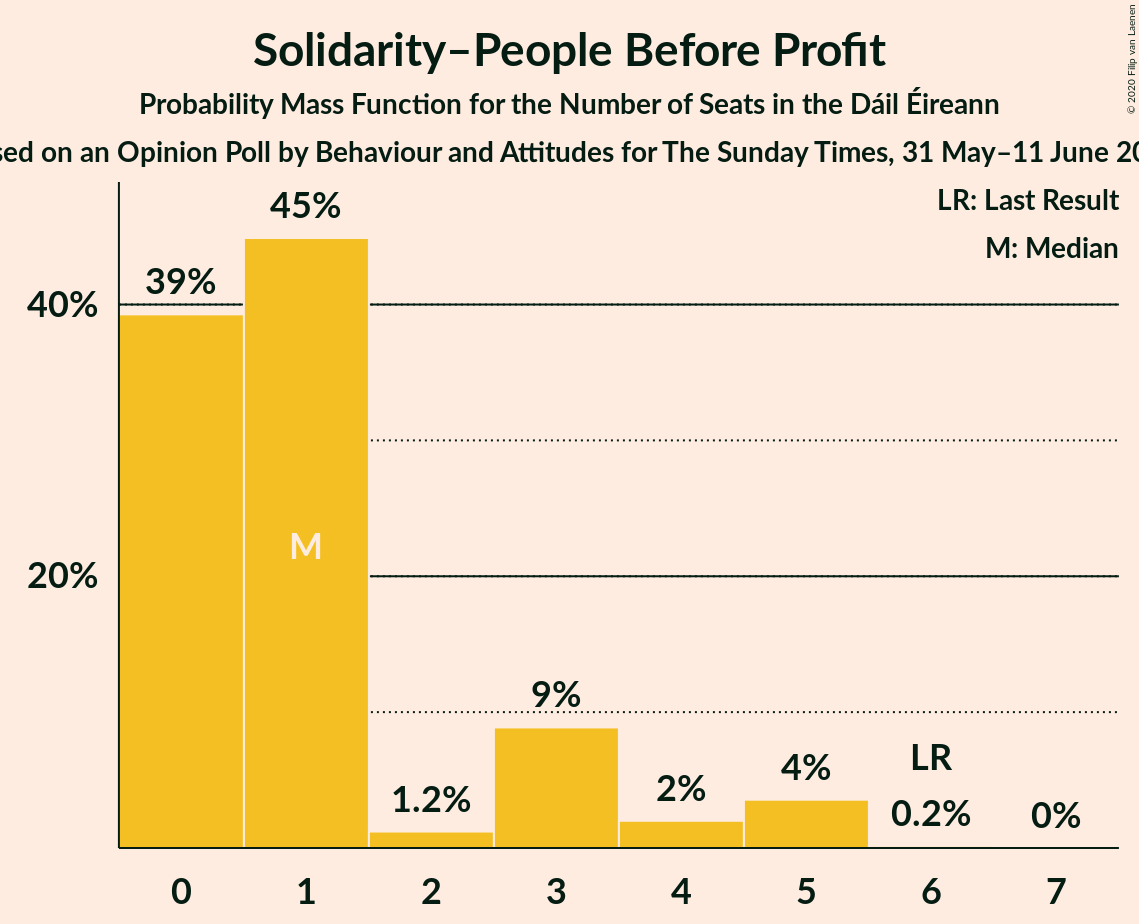 Solidarity–People Before Profit
Probability Mass Function for the Number of Seats in the Dáil Éireann
on an Opinion Poll by Behaviour and Attitudes for The Sunday Times, 31 May–11 June
© 2020 Filip van Laenen
LR: Last Result
M: Median
45%
39%
40%
M
20%
9%
LR
4%
2%
1.2%
0.2%
0%
0 1 2 3 4 5 6 7